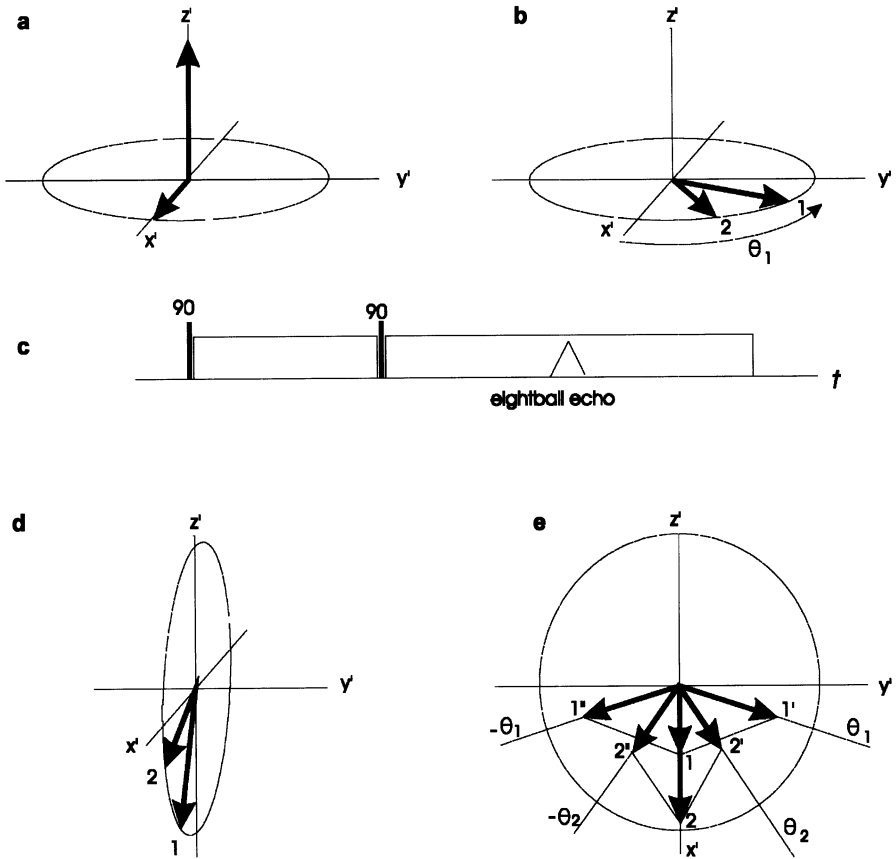 a
z'
y'
x'
b
z'
y'
x'
1
2
θ1
c
90
90
t
eightball echo
d
z'
y'
x'
2
1
e
z'
y'
1"
1'
-θ1
θ1
2"
1
2'
-θ2
2
θ2
x'